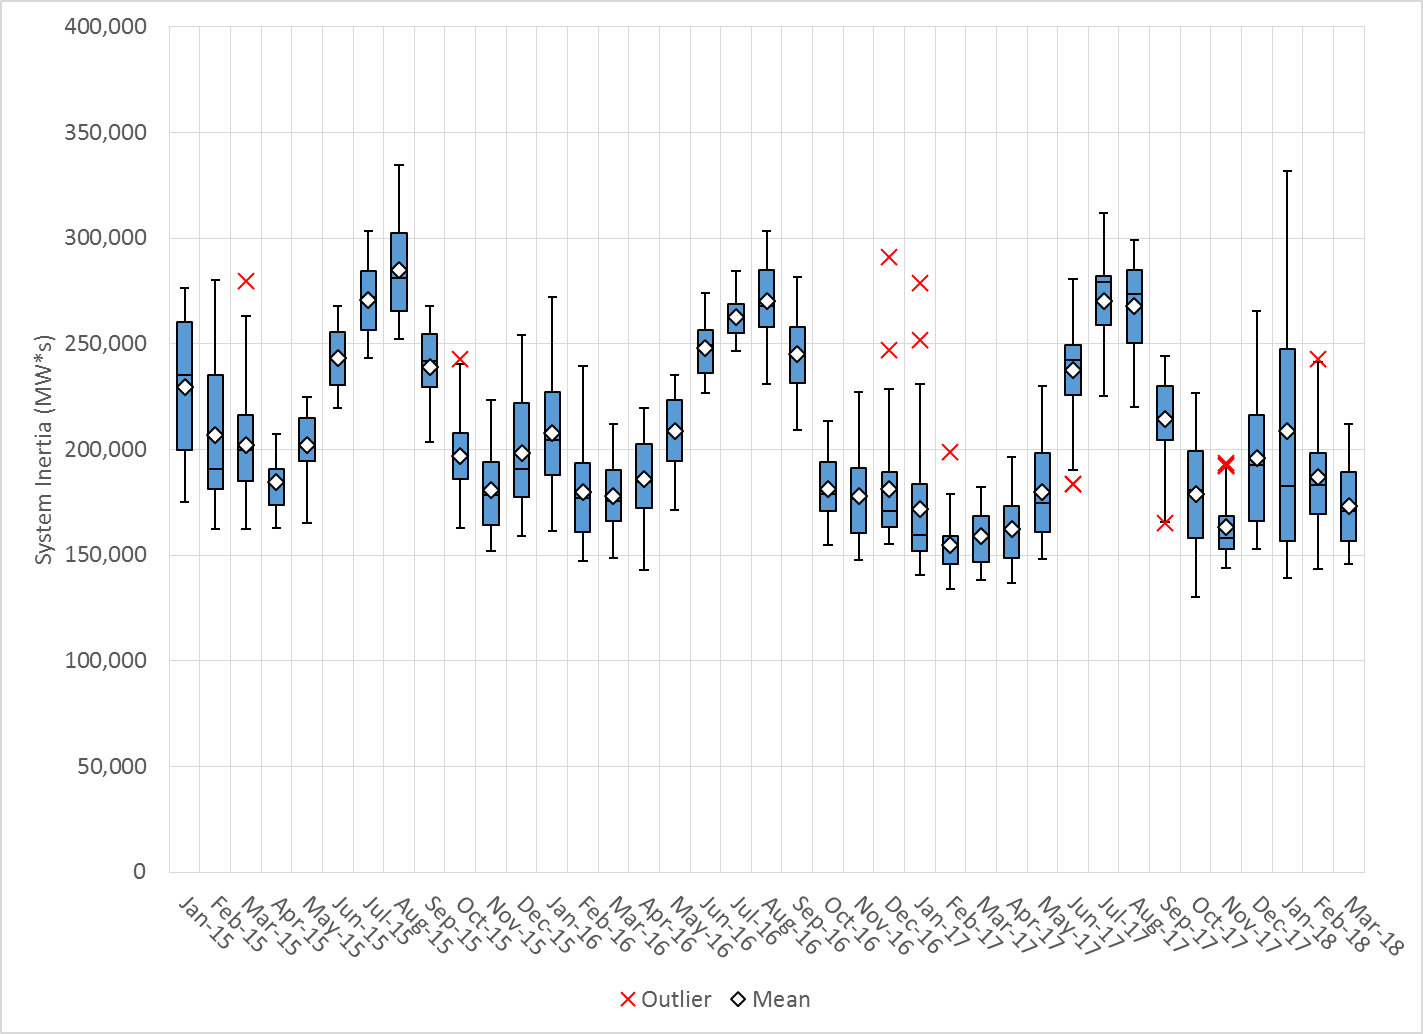 400,000
350,000
300,000
250,000
200,000
150,000
100,000
50,000
0
System Inertia (MW*s)
Jan-15
Feb-15
Mar-15
Apr-15
May-15
Jun-15
Jul-15
Aug-15
Sep-15
Oct-15
Nov-15
Dec-15
Jan-16
Feb-16
Mar-16
Apr-16
May-16
Jun-16
Jul-16
Aug-16
Sep-16
Oct-16
Nov-16
Dec-16
Jan-17
Feb-17
Mar-17
Apr-17
May-17
Jun-17
Jul-17
Aug-17
Sep-17
Oct-17
Nov-17
Dec-17
Jan-18
Feb-18
Mar-18
Outlier Mean